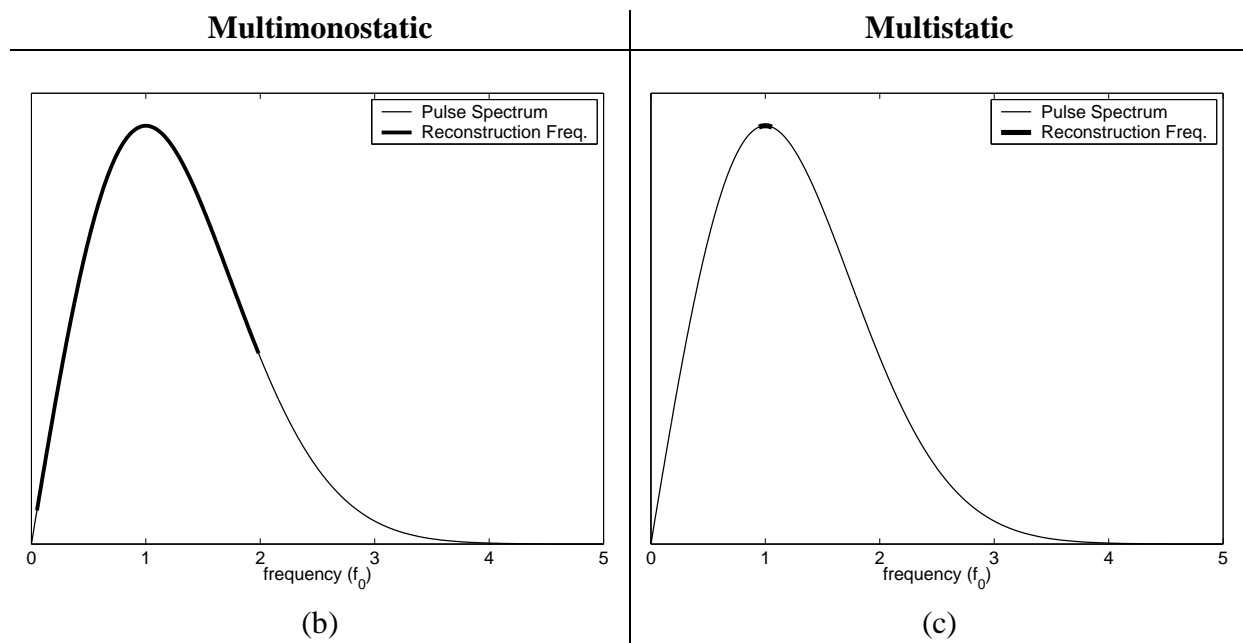 Multimonostatic
Multistatic
Pulse Spectrum
Reconstruction Freq.
0 1 2 3 4 5
frequency (f₀)
(b)
Pulse Spectrum
Reconstruction Freq.
0 1 2 3 4 5
frequency (f₀)
(c)